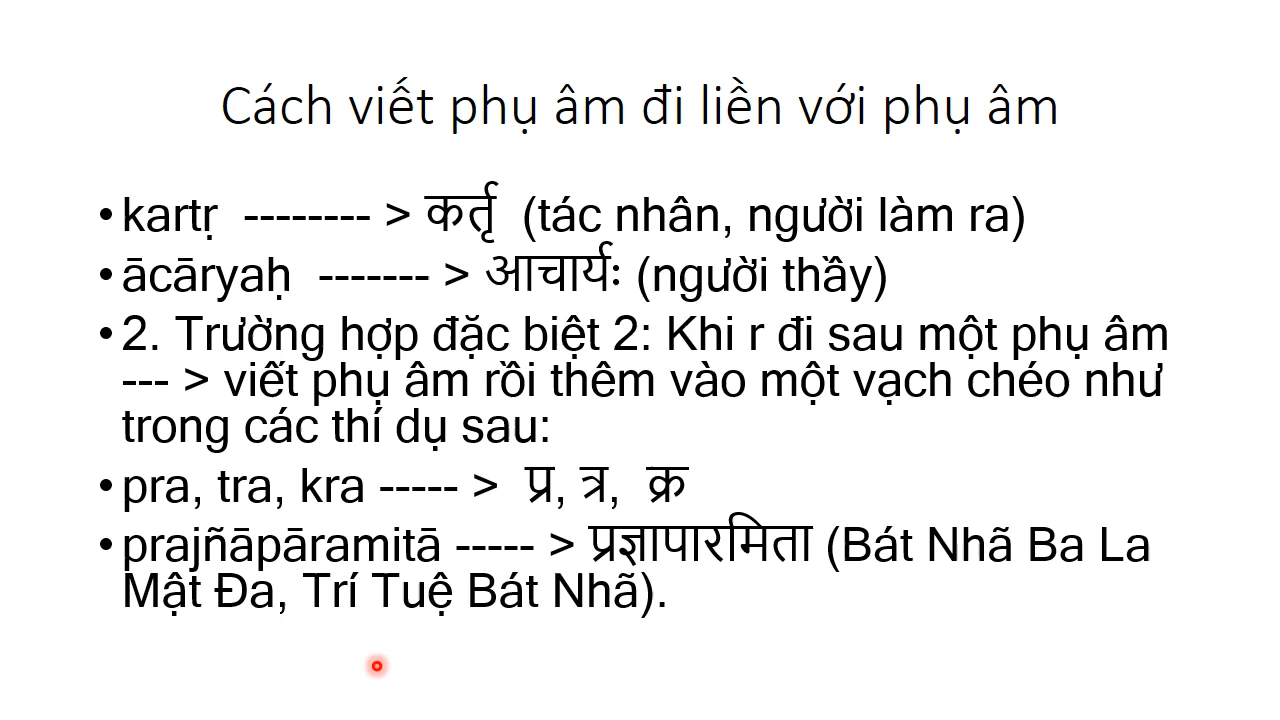 Cách viết phụ âm đi liền với phụ âm
• kartṛ -------- > कर्तृ (tác nhân, người làm ra)
• ācāryaḥ ------- > आचार्यः (người thầy)
• 2. Trường hợp đặc biệt 2: Khi r đi sau một phụ âm
--- > viết phụ âm rồi thêm vào một vạch chéo như
trong các thí dụ sau:
• pra, tra, kra ----- > प्र, त्र, क्र
• prajñāpāramitā ----- > प्रज्ञापारमिता (Bát Nhã Ba La
Mật Đa, Trí Tuệ Bát Nhã).